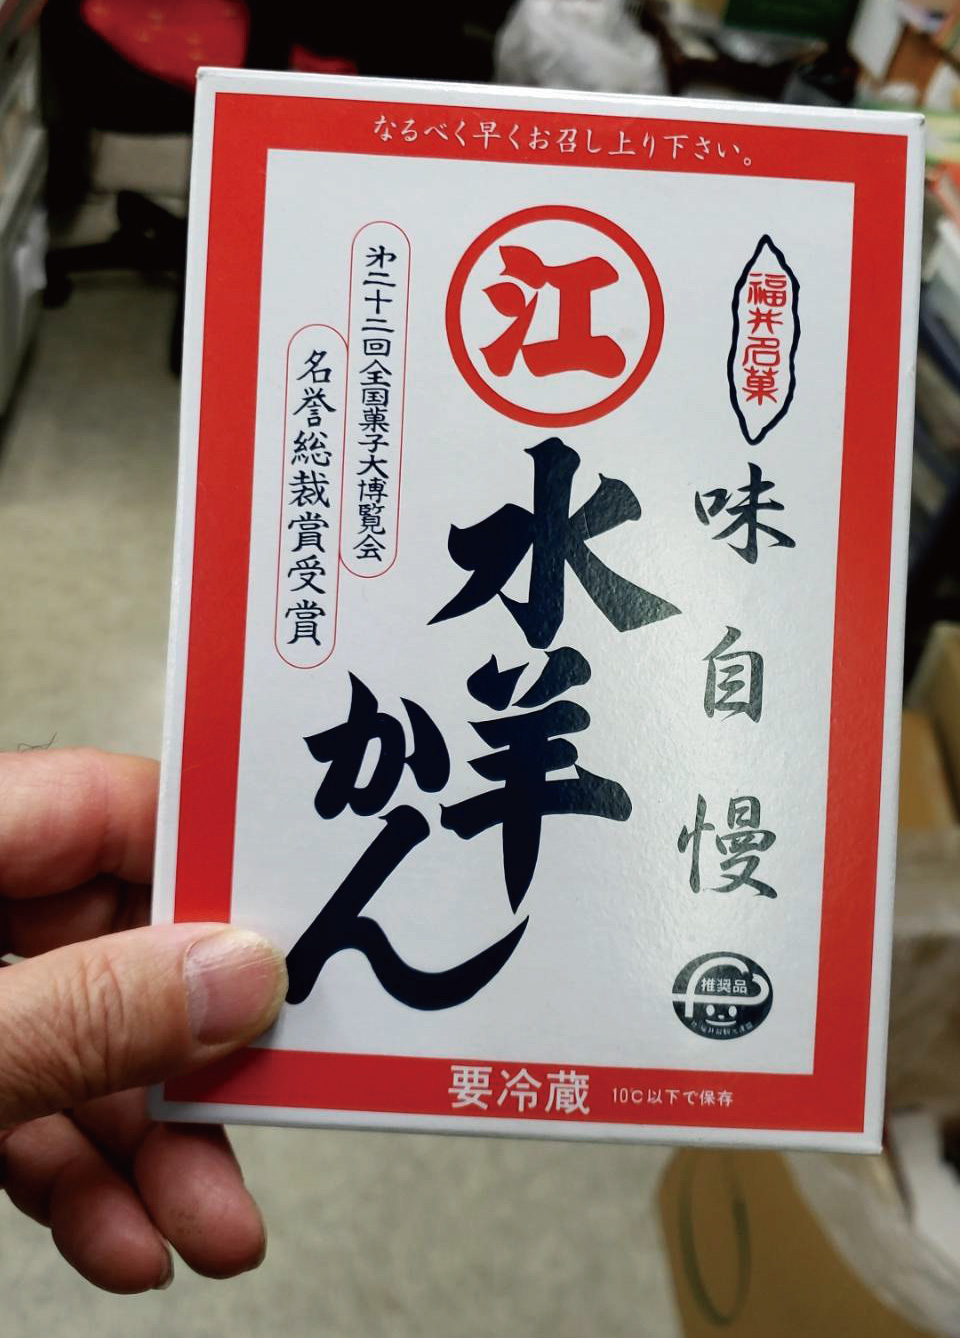 なるべく早くお召し上り下さい。
福井名菓
味自慢
江
水羊
かん
㐧二十二回全国菓子大博覧会
名誉総裁賞受賞
推奨品
要冷蔵 10℃以下で保存